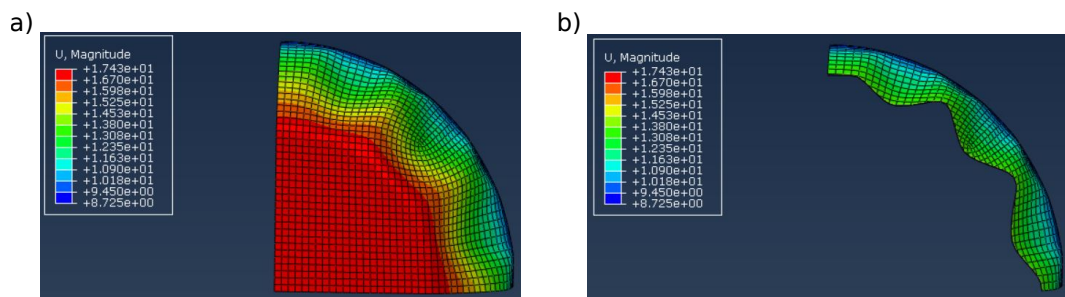 a)
U, Magnitude
+1.743e+01
+1.670e+01
+1.598e+01
+1.525e+01
+1.453e+01
+1.380e+01
+1.308e+01
+1.235e+01
+1.163e+01
+1.090e+01
+1.018e+01
+9.450e+00
+8.725e+00
b)
U, Magnitude
+1.743e+01
+1.670e+01
+1.598e+01
+1.525e+01
+1.453e+01
+1.380e+01
+1.308e+01
+1.235e+01
+1.163e+01
+1.090e+01
+1.018e+01
+9.450e+00
+8.725e+00